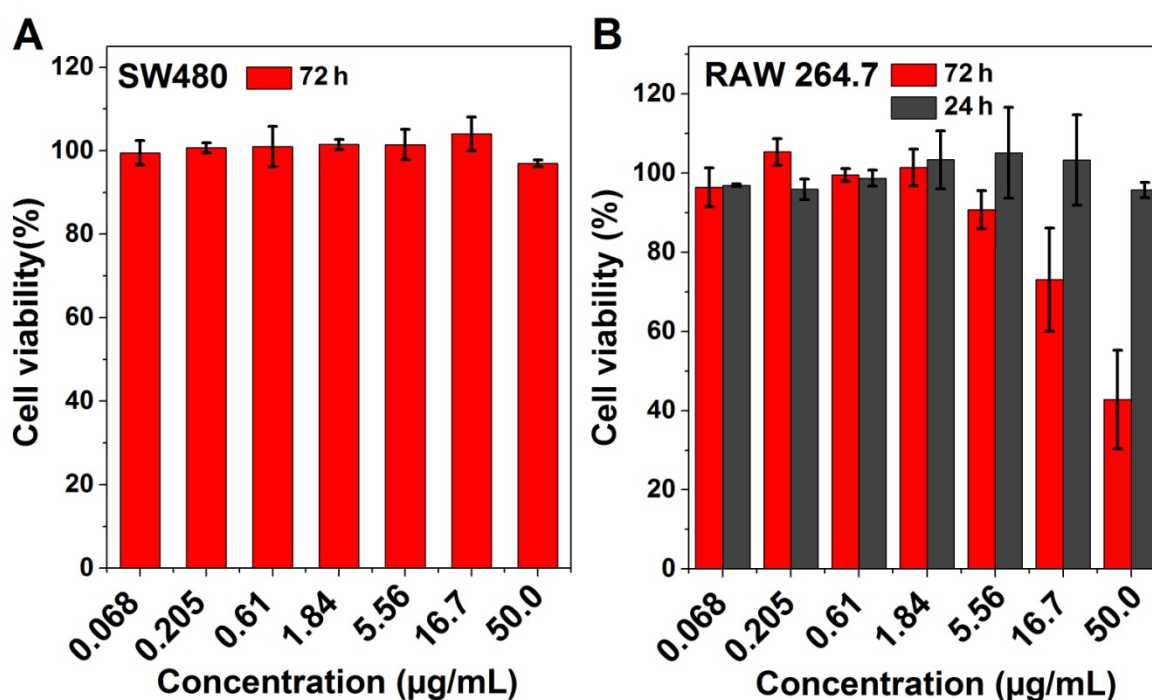 A
SW480
72 h
Cell viability(%)
120
100
80
60
40
20
0
0.068
0.205
0.61
1.84
5.56
16.7
50.0
Concentration (µg/mL)
B
RAW 264.7
72 h
24 h
Cell viability (%)
120
100
80
60
40
20
0
0.068
0.205
0.61
1.84
5.56
16.7
50.0
Concentration (µg/mL)